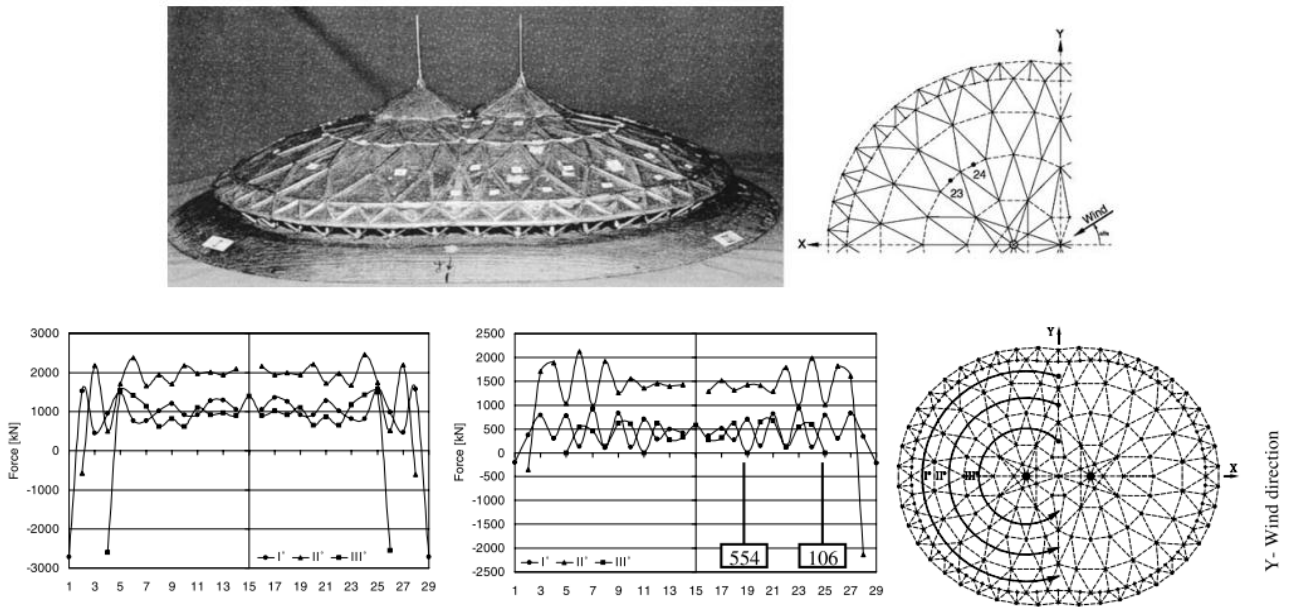 Y
24
23
Wind
X
3000
2000
1000
0
-1000
-2000
-3000
Force [kN]
I° II° III°
1 3 5 7 9 11 13 15 17 19 21 23 25 27 29
2500
2000
1500
1000
500
0
-500
-1000
-1500
-2000
-2500
Force [kN]
554
106
I° II° III°
1 3 5 7 9 11 13 15 17 19 21 23 25 27 29
Y
I° II° III°
X
Y - Wind direction